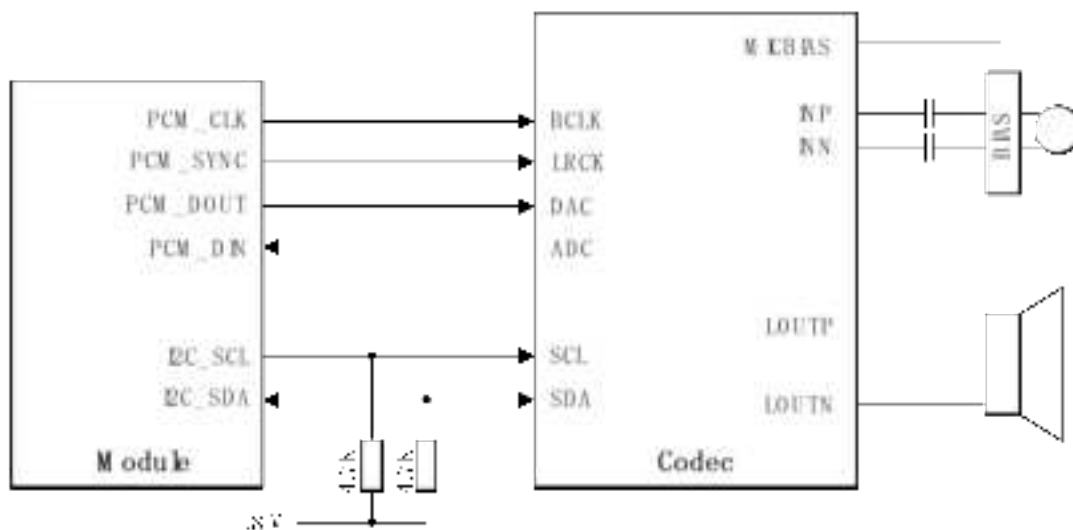 MICBIAS
PCM_CLK
BCLK
INP
PCM_SYNC
LRCK
INN
BIAS
PCM_DOUT
DAC
PCM_DIN
ADC
LOUTP
I2C_SCL
SCL
I2C_SDA
SDA
LOUTN
Module
Codec